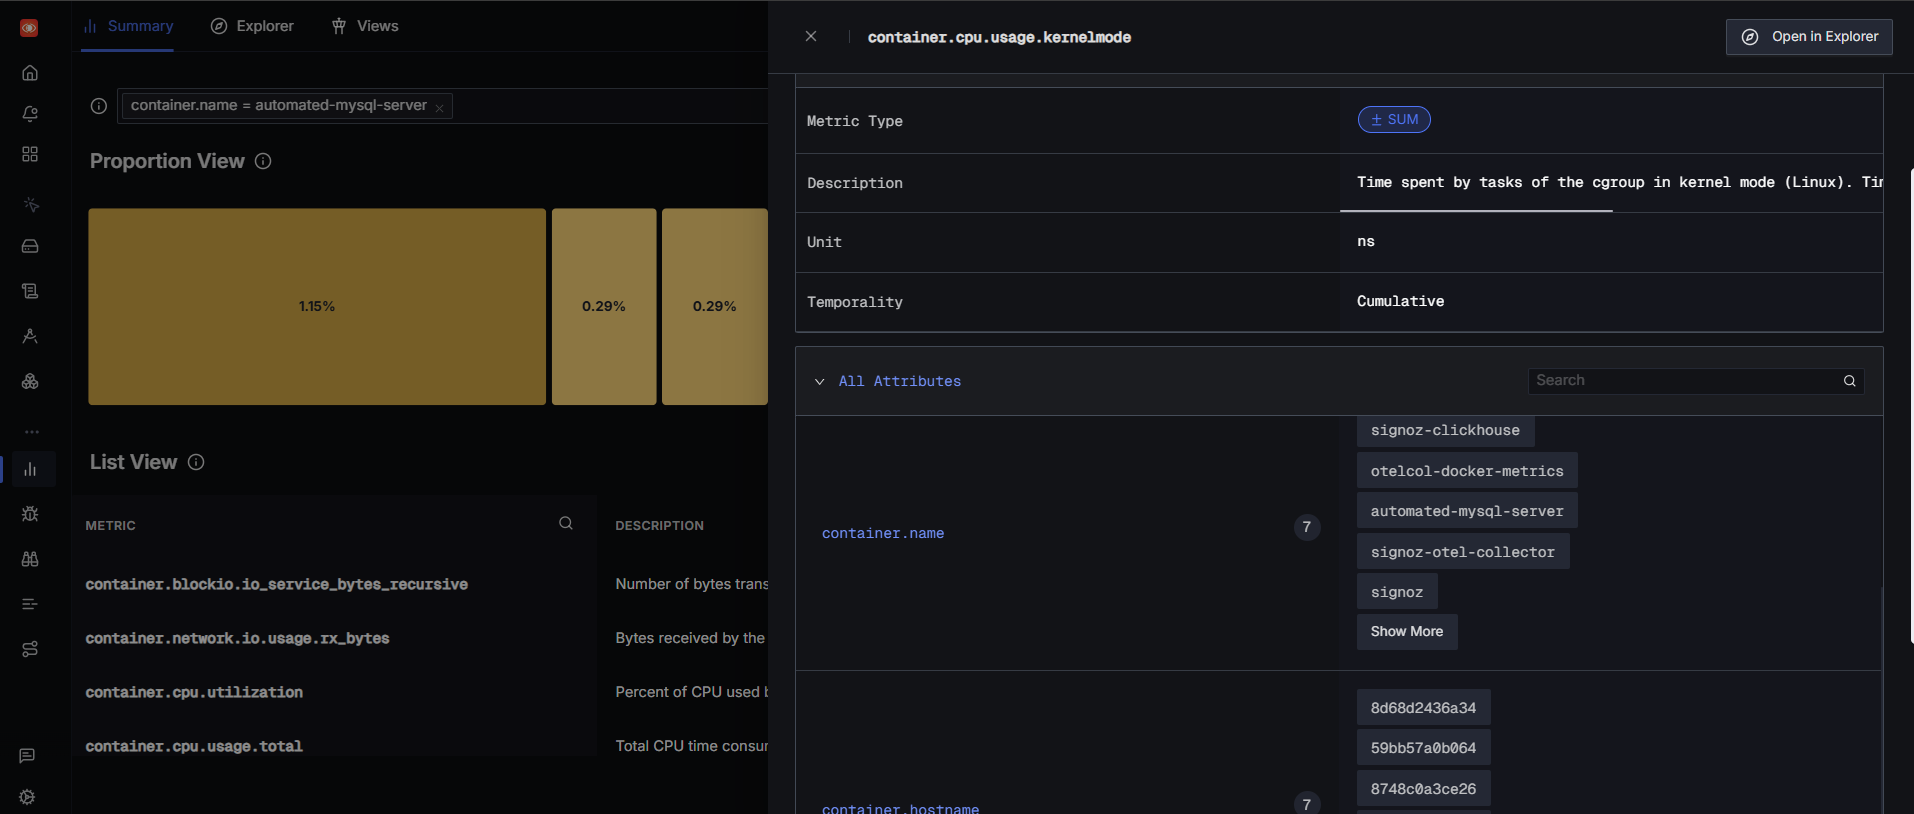 Summary
Explorer
Views
container.name = automated-mysql-server
Proportion View
1.15%
0.29%
0.29%
List View
METRIC
DESCRIPTION
container.blockio.io_service_bytes_recursive
Number of bytes trans
container.network.io.usage.rx_bytes
Bytes received by the
container.cpu.utilization
Percent of CPU used b
container.cpu.usage.total
Total CPU time consu
container.cpu.usage.kernelmode
Open in Explorer
Metric Type
± SUM
Description
Time spent by tasks of the cgroup in kernel mode (Linux). Tim
Unit
ns
Temporality
Cumulative
All Attributes
Search
container.name
7
signoz-clickhouse
otelcol-docker-metrics
automated-mysql-server
signoz-otel-collector
signoz
Show More
container.hostname
7
8d68d2436a34
59bb57a0b064
8748c0a3ce26